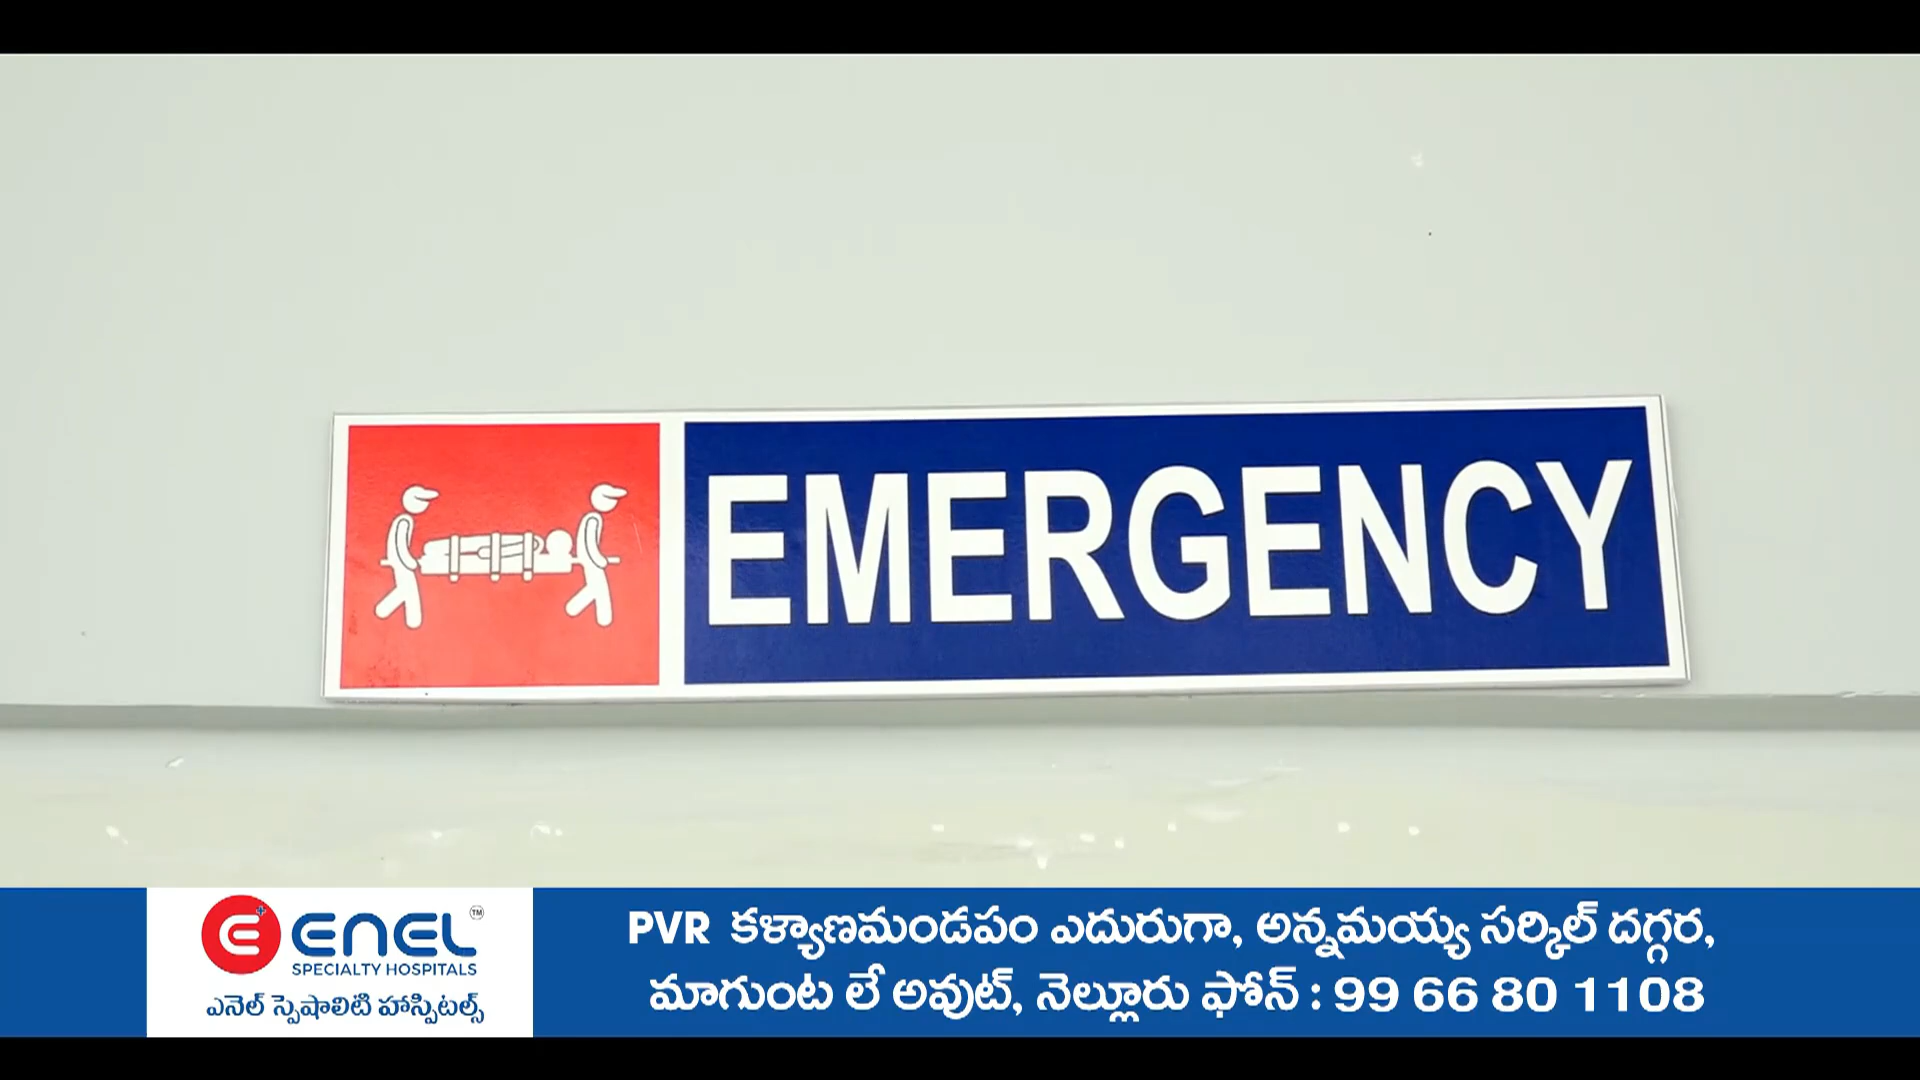 EMERGENCY
ENEL™
SPECIALTY HOSPITALS
ఎనెల్ స్పెషాలిటి హాస్పిటల్స్
PVR కళ్యాణమండపం ఎదురుగా, అన్నమయ్య సర్కిల్ దగ్గర,
మాగుంట లే అవుట్, నెల్లూరు ఫోన్ : 99 66 80 1108